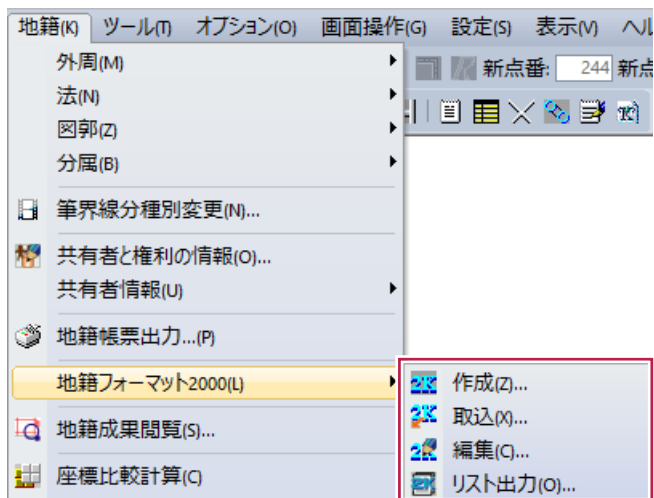 地籍(K) ツール(T) オプション(O) 画面操作(G) 設定(S) 表示(V) ヘル
外周(M)
新点番: 244 新点
法(N)
図郭(Z)
分属(B)
筆界線分種別変更(N)...
共有者と権利の情報(O)...
共有者情報(U)
地籍帳票出力...(P)
地籍フォーマット2000(L)
作成(Z)...
取込(X)...
地籍成果閲覧(S)...
編集(C)...
座標比較計算(C)
リスト出力(O)...